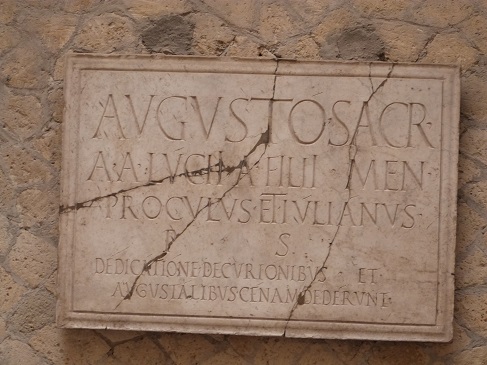 AVGVSTO·SACR·
A·A·LVCII·A·FILII·MEN·
PROCVLVS·ET·IVLIANVS·
P· S·
DEDICATIONE·DECVRIONIBVS·ET
AVGVSTALIBVS·CENAM·DEDERVNT